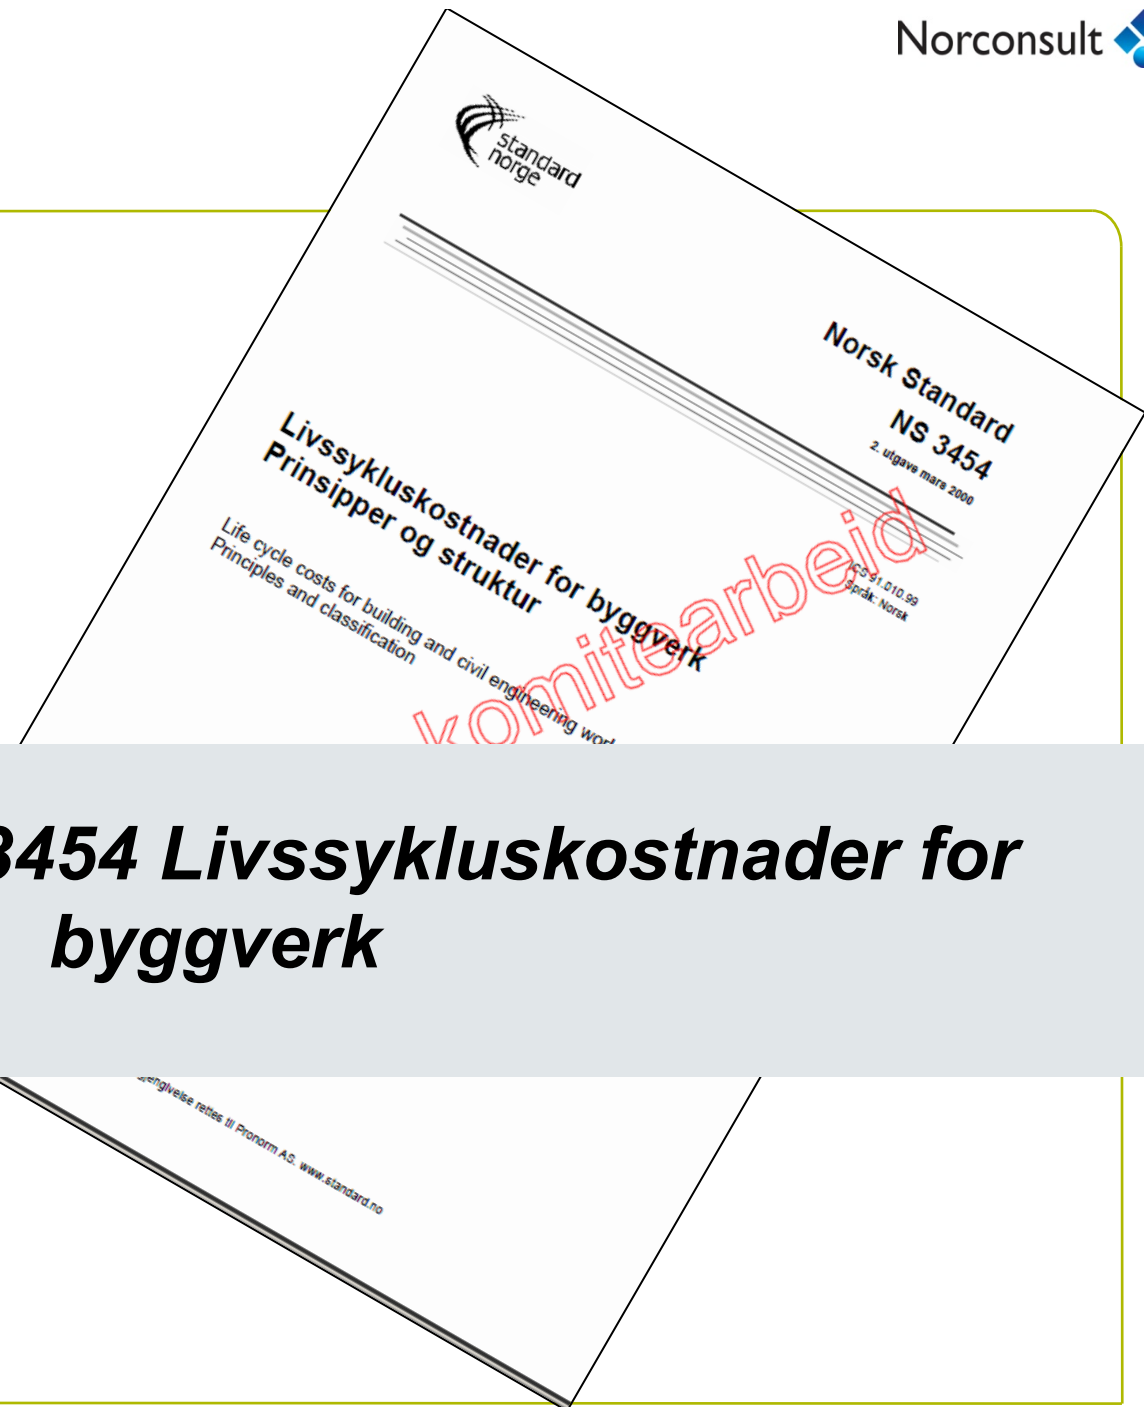 Norconsult
standard
norge
Norsk Standard
NS 3454
2. utgave mars 2000
ICS 91.010.99
Språk: Norsk
Livssykluskostnader for byggverk
Prinsipper og struktur
Life cycle costs for building and civil engineering
Principles and classification
komitearbeid
3454 Livssykluskostnader for
byggverk
rettes til Pronorm AS. www.standard.no